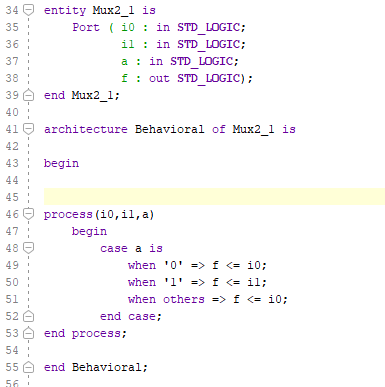 34 entity Mux2_1 is
35     Port ( i0 : in STD_LOGIC;
36            i1 : in STD_LOGIC;
37            a : in STD_LOGIC;
38            f : out STD_LOGIC);
39 end Mux2_1;
40
41 architecture Behavioral of Mux2_1 is
42
43 begin
44
45
46 process(i0,i1,a)
47     begin
48         case a is
49             when '0' => f <= i0;
50             when '1' => f <= i1;
51             when others => f <= i0;
52         end case;
53 end process;
54
55 end Behavioral;
56